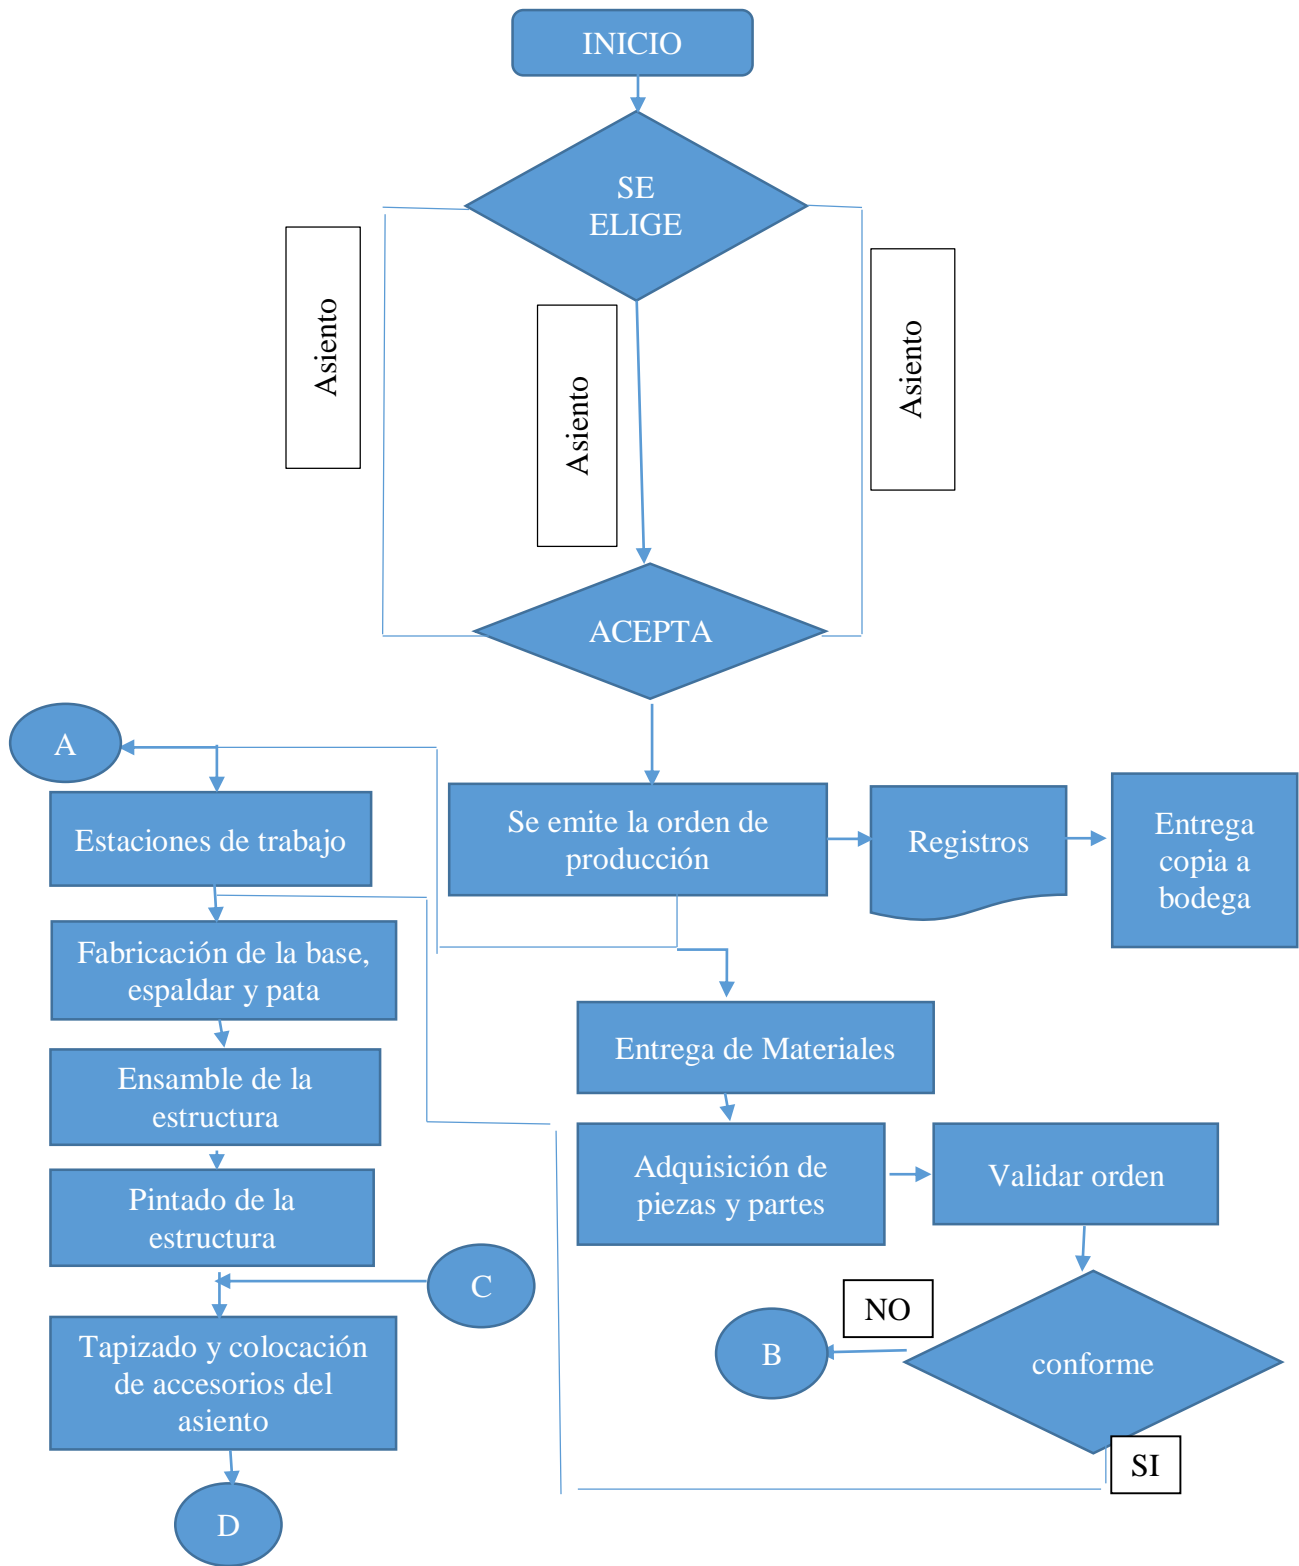 INICIO
SE
ELIGE
Asiento
Asiento
Asiento
ACEPTA
A
Estaciones de trabajo
Se emite la orden de
producción
Registros
Entrega
copia a
bodega
Fabricación de la base,
espaldar y pata
Entrega de Materiales
Ensamble de la
estructura
Adquisición de
piezas y partes
Validar orden
Pintado de la
estructura
C
NO
B
conforme
Tapizado y colocación
de accesorios del
asiento
SI
D